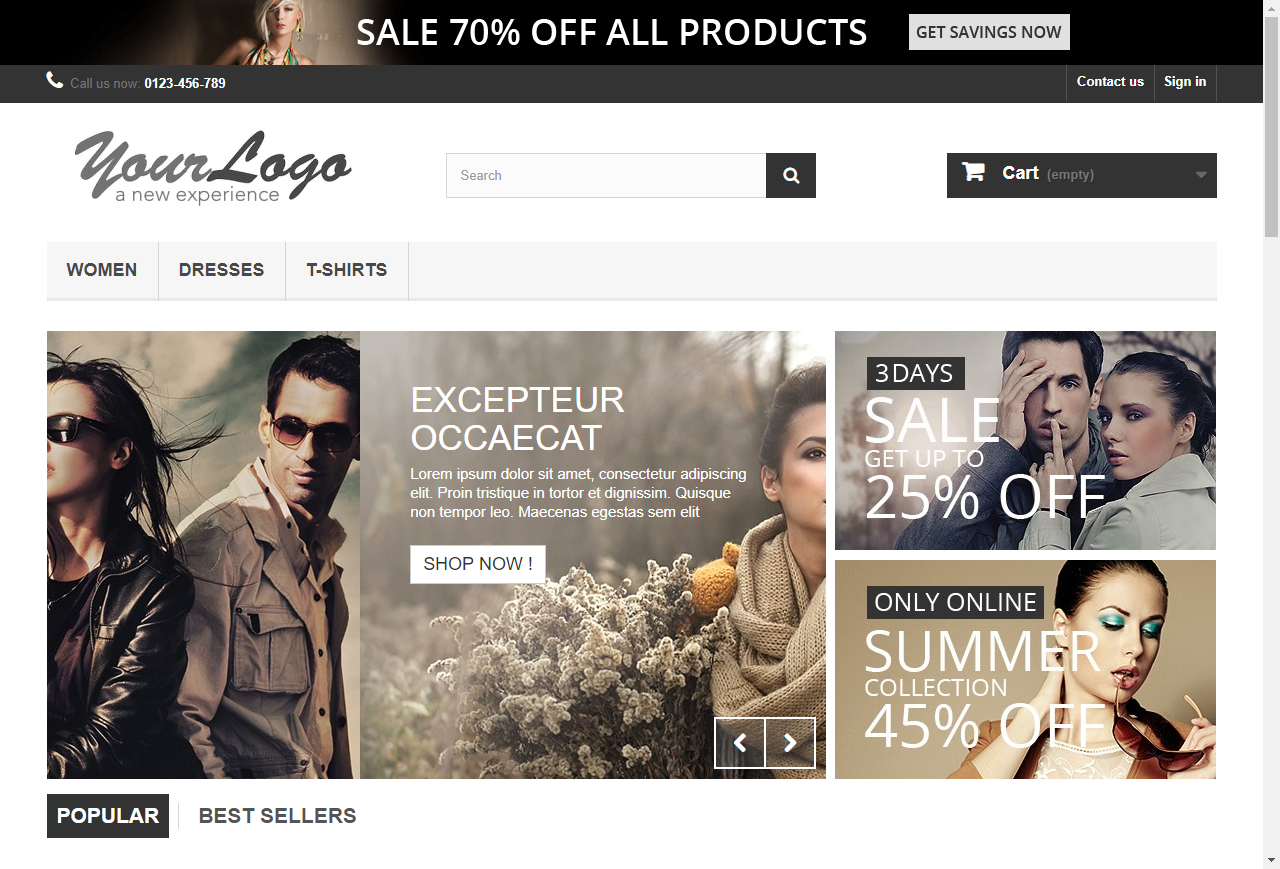 SALE 70% OFF ALL PRODUCTS
GET SAVINGS NOW
Call us now: 0123-456-789
Contact us
Sign in
YourLogo
a new experience
Search
Cart (empty)
WOMEN
DRESSES
T-SHIRTS
EXCEPTEUR
OCCAECAT
Lorem ipsum dolor sit amet, consectetur adipiscing
elit. Proin tristique in tortor et dignissim. Quisque
non tempor leo. Maecenas egestas sem elit
SHOP NOW !
3 DAYS
SALE
GET UP TO
25% OFF
ONLY ONLINE
SUMMER
COLLECTION
45% OFF
POPULAR
BEST SELLERS